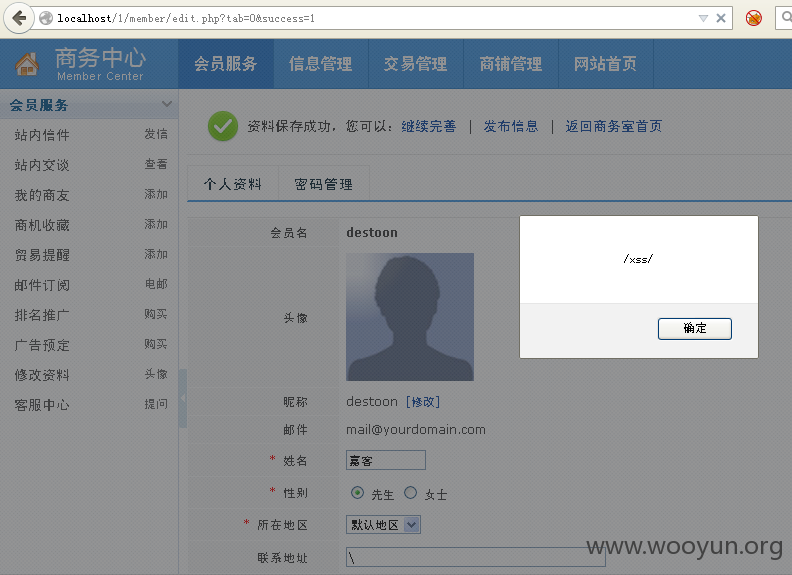 localhost/1/member/edit.php?tab=0&success=1
商务中心
Member Center
会员服务
信息管理
交易管理
商铺管理
网站首页
会员服务
站内信件 发信
站内交谈 查看
我的商友 添加
商机收藏 添加
贸易提醒 添加
邮件订阅 电邮
排名推广 购买
广告预定 购买
修改资料 头像
客服中心 提问
资料保存成功，您可以：继续完善 | 发布信息 | 返回商务室首页
个人资料 密码管理
会员名 destoon
头像
昵称 destoon [修改]
邮件 mail@yourdomain.com
* 姓名 嘉客
* 性别 先生 女士
* 所在地区 默认地区
联系地址 \
/xss/
确定
www.wooyun.org